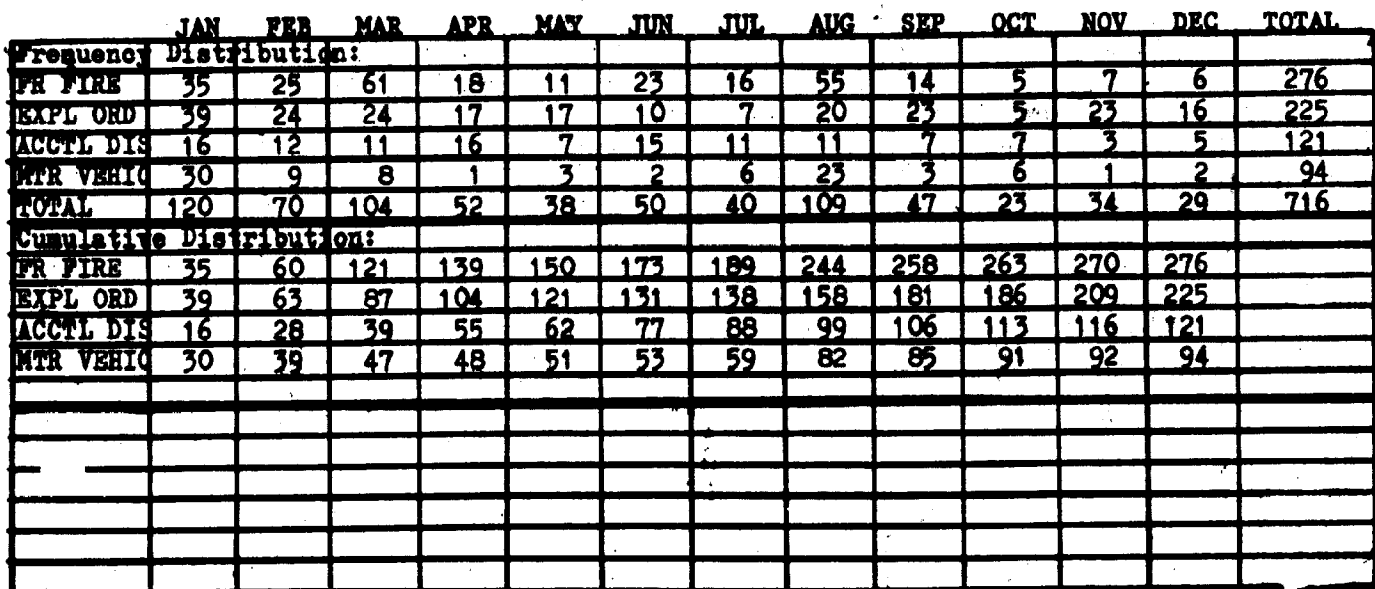 JAN FEB MAR APR MAY JUN JUL AUG SEP OCT NOV DEC TOTAL
Frequency Distribution:
FR FIRE 35 25 61 18 11 23 16 55 14 5 7 6 276
EXPL ORD 39 24 24 17 17 10 7 20 23 5 23 16 225
ACCTL DIS 16 12 11 16 7 15 11 11 7 7 3 5 121
MTR VEHIC 30 9 8 1 3 2 6 23 3 6 1 2 94
TOTAL 120 70 104 52 38 50 40 109 47 23 34 29 716
Cumulative Distribution:
FR FIRE 35 60 121 139 150 173 189 244 258 263 270 276
EXPL ORD 39 63 87 104 121 131 138 158 181 186 209 225
ACCTL DIS 16 28 39 55 62 77 88 99 106 113 116 121
MTR VEHIC 30 39 47 48 51 53 59 82 85 91 92 94